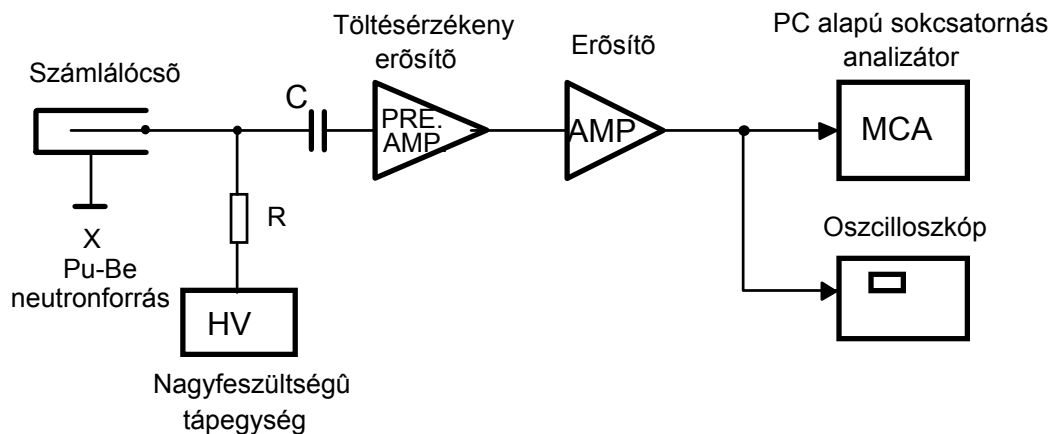 Számlálócsõ
Töltésérzékeny
erõsítõ
Erõsítõ
PC alapú sokcsatornás
analizátor
C
PRE.
AMP.
AMP
MCA
R
X
Pu-Be
neutronforrás
HV
Nagyfeszültségû
tápegység
Oszcilloszkóp